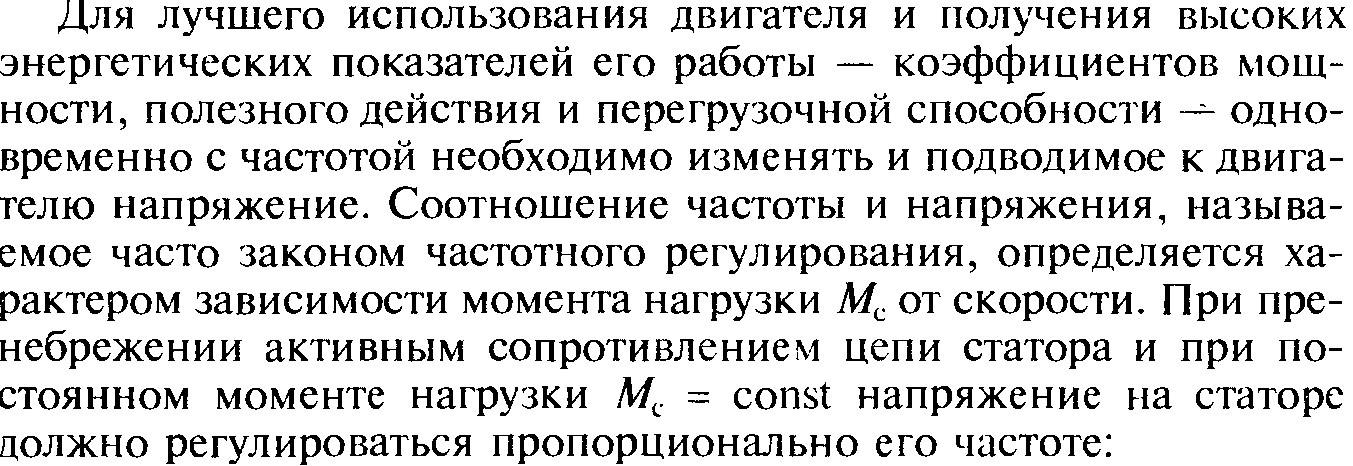 Для лучшего использования двигателя и получения высоких
энергетических показателей его работы — коэффициентов мощ-
ности, полезного действия и перегрузочной способности — одно-
временно с частотой необходимо изменять и подводимое к двига-
телю напряжение. Соотношение частоты и напряжения, называ-
емое часто законом частотного регулирования, определяется ха-
рактером зависимости момента нагрузки Mс от скорости. При пре-
небрежении активным сопротивлением цепи статора и при по-
стоянном моменте нагрузки Mс = const напряжение на статоре
должно регулироваться пропорционально его частоте: